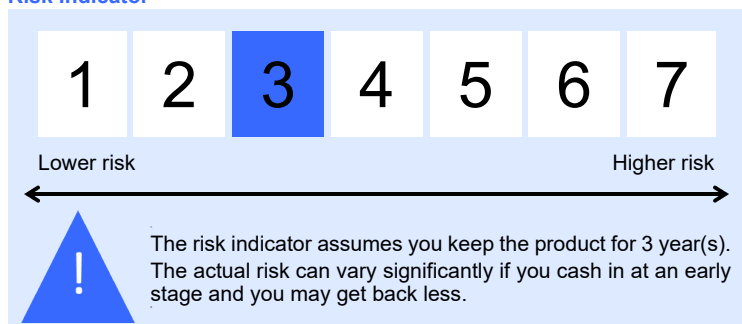 Risk Indicator
1 2 3 4 5 6 7
Lower risk Higher risk
!
The risk indicator assumes you keep the product for 3 year(s).
The actual risk can vary significantly if you cash in at an early
stage and you may get back less.